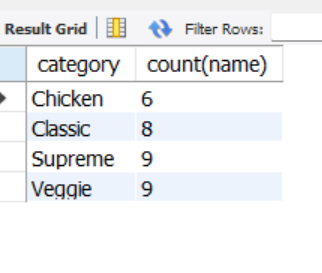 Result Grid Filter Rows:
category count(name)
Chicken 6
Classic 8
Supreme 9
Veggie 9